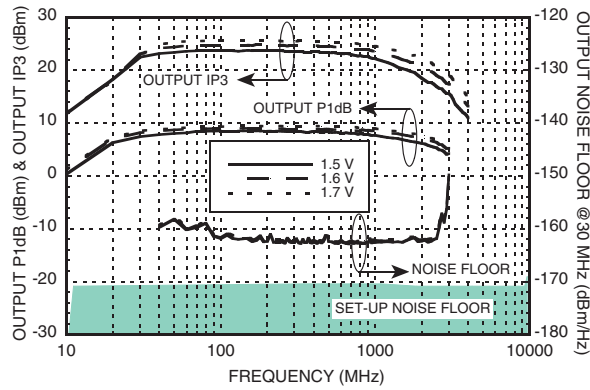 OUTPUT P1dB (dBm) & OUTPUT IP3 (dBm)
30
20
10
0
-10
-20
-30
OUTPUT IP3
OUTPUT P1dB
1.5 V
1.6 V
1.7 V
NOISE FLOOR
SET-UP NOISE FLOOR
-120
-130
-140
-150
-160
-170
-180
OUTPUT NOISE FLOOR @30 MHz (dBm/Hz)
10
100
1000
10000
FREQUENCY (MHz)